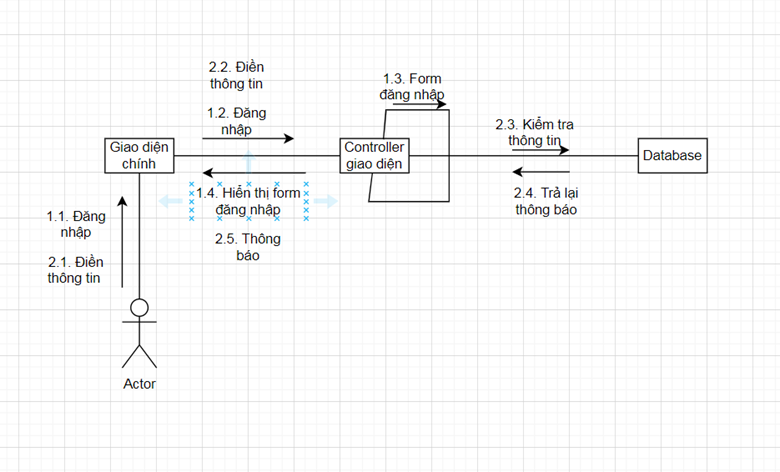 2.2. Điền
thông tin
1.2. Đăng
nhập
1.3. Form
đăng nhập
2.3. Kiểm tra
thông tin
Giao diện
chính
Controller
giao diện
Database
1.4. Hiển thị form
đăng nhập
2.4. Trả lại
thông báo
1.1. Đăng
nhập
2.5. Thông
báo
2.1. Điền
thông tin
Actor